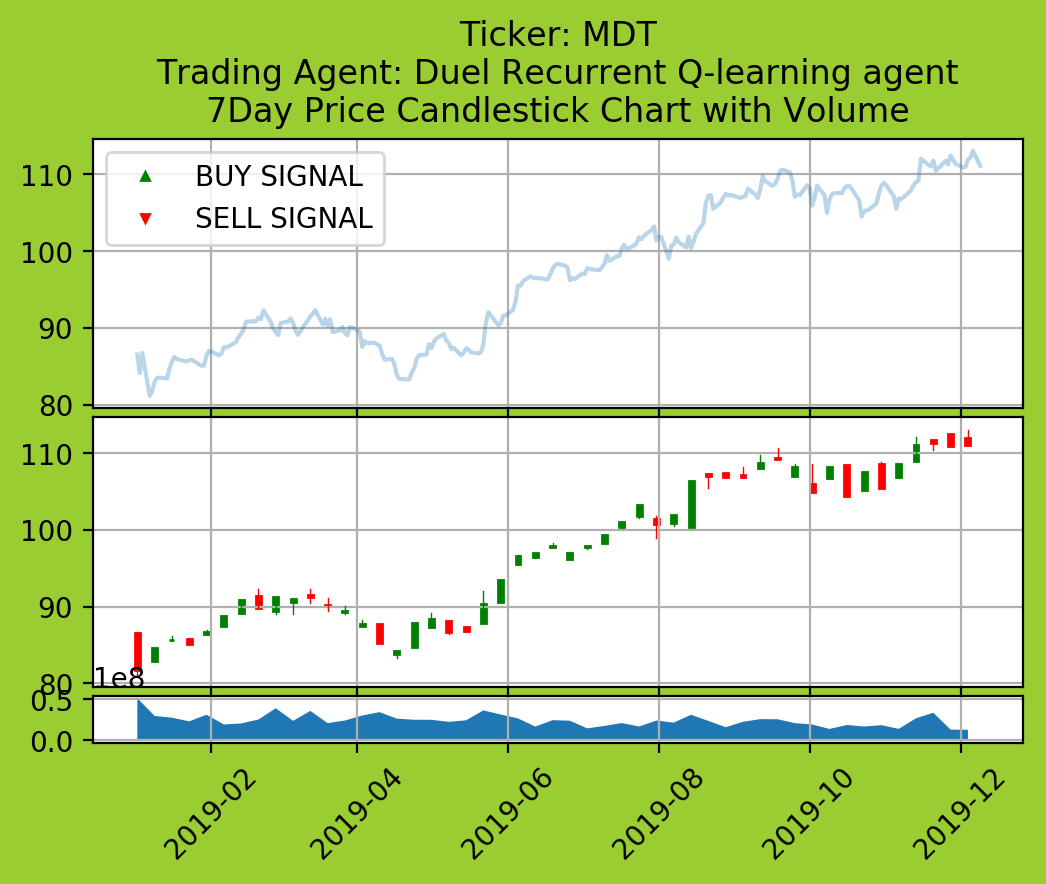 Ticker: MDT
Trading Agent: Duel Recurrent Q-learning agent
7Day Price Candlestick Chart with Volume
BUY SIGNAL
SELL SIGNAL
110
100
90
80
110
100
90
80
1e8
0.5
0.0
2019-02
2019-04
2019-06
2019-08
2019-10
2019-12